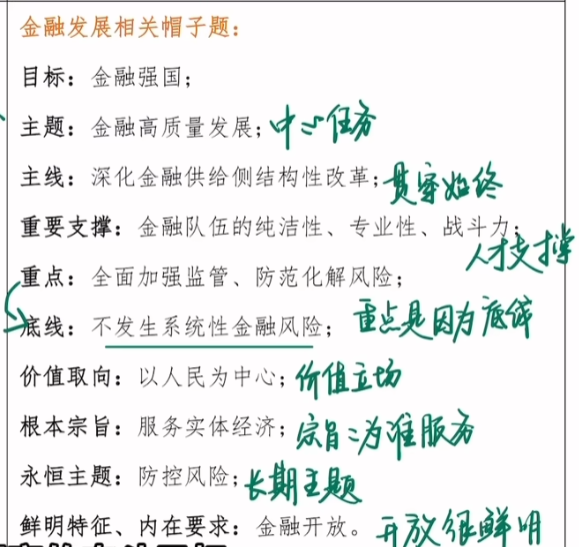 金融发展相关帽子题：
目标：金融强国；
主题：金融高质量发展；中心任务
主线：深化金融供给侧结构性改革；贯穿始终
重要支撑：金融队伍的纯洁性、专业性、战斗力；
人才支撑
重点：全面加强监管、防范化解风险；
底线：不发生系统性金融风险；重点是因为底线
价值取向：以人民为中心；价值立场
根本宗旨：服务实体经济；宗旨=为谁服务
永恒主题：防控风险；长期主题
鲜明特征、内在要求：金融开放。开放很鲜明